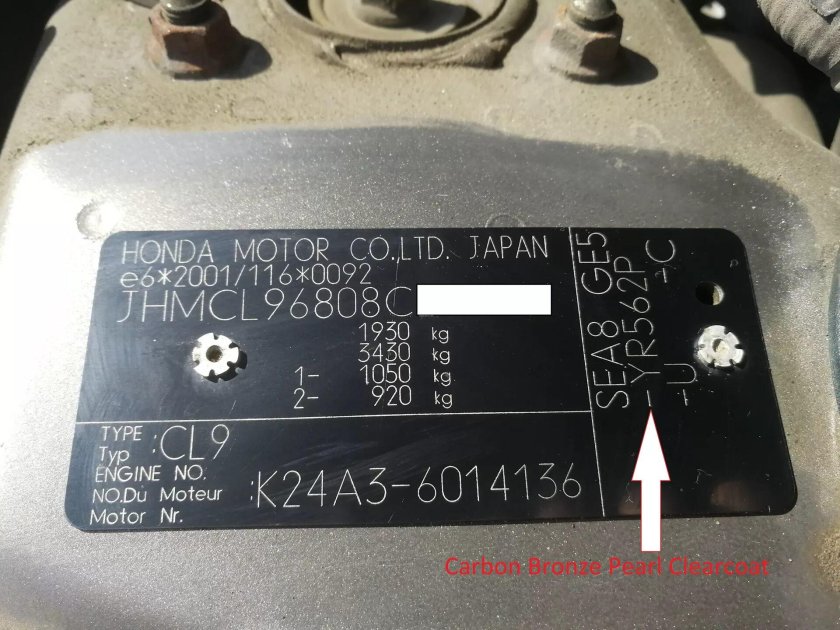 HONDA MOTOR CO.,LTD. JAPAN
e6*2001/116*0092
JHMCL96808C
1930 kg
3430 kg
1- 1050 kg
2- 920 kg
TYPE
Typ :CL9
ENGINE NO.
NO.Du Moteur :K24A3-6014136
Motor Nr.
SEA8 GE5
-YR562P
-U -C
Carbon Bronze Pearl Clearcoat